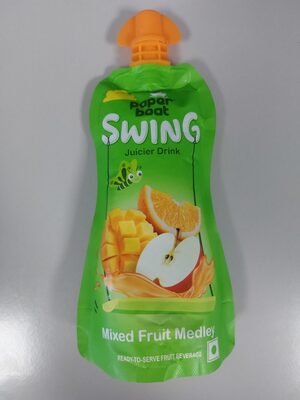 paper
boat
SWING
Juicier Drink
Mixed Fruit Medley
READY-TO-SERVE FRUIT BEVERAGE